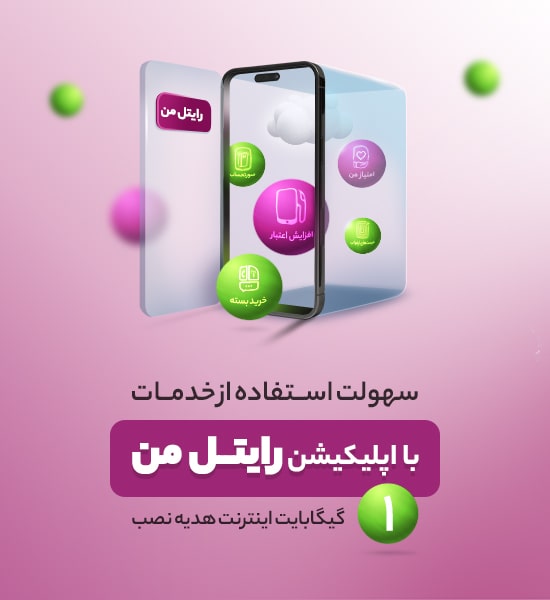 رایتل من
صورتحساب
امتیاز من
افزایش اعتبار
خرید بسته
سهولت استفاده از خدمات
با اپلیکیشن رایتل من
۱
گیگابایت اینترنت هدیه نصب